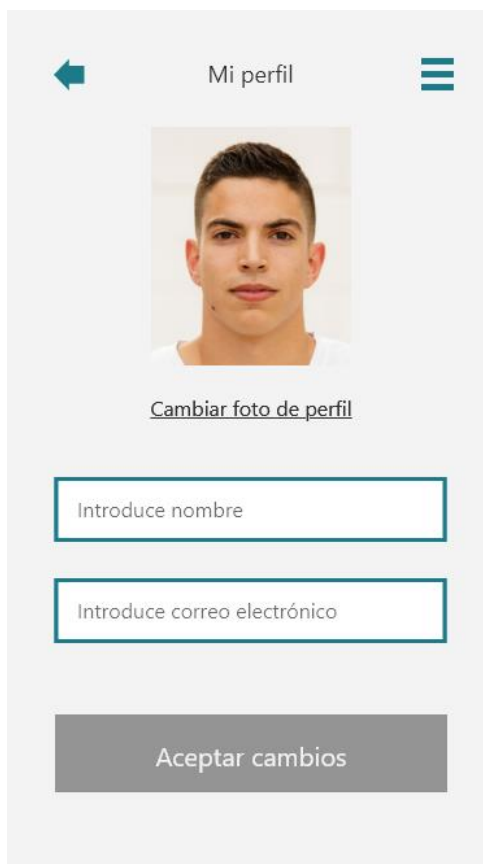 Mi perfil
Cambiar foto de perfil
Introduce nombre
Introduce correo electrónico
Aceptar cambios